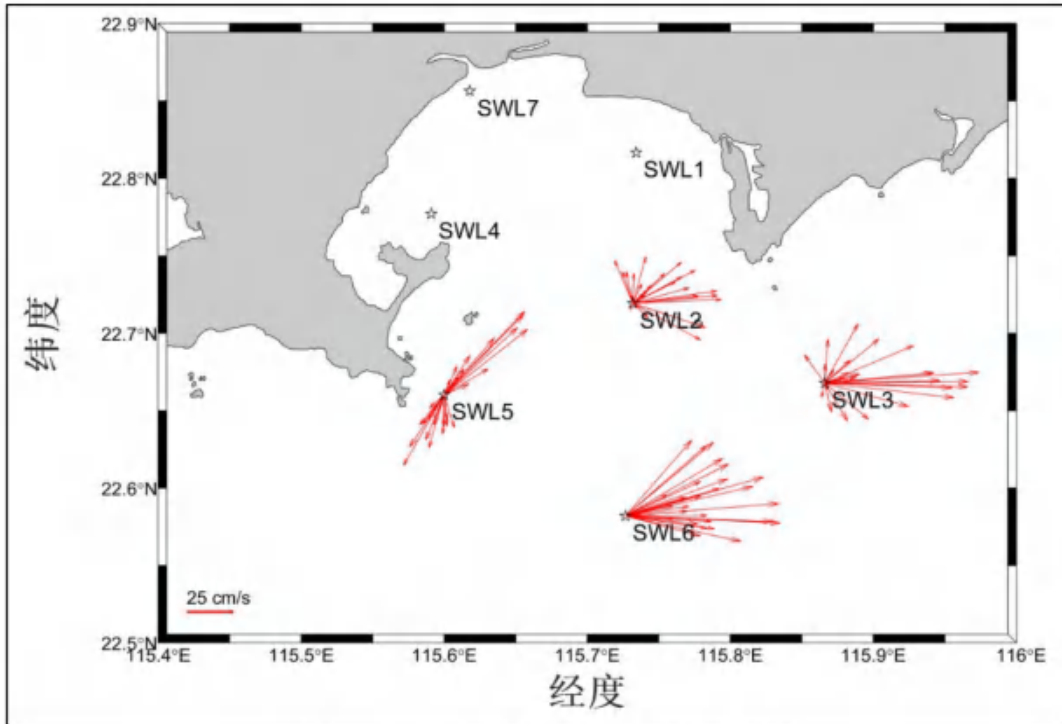 22.9°N
SWL7
SWL1
22.8°N
SWL4
SWL2
22.7°N
SWL3
SWL5
22.6°N
SWL6
25 cm/s
22.5°N
115.4°E 115.5°E 115.6°E 115.7°E 115.8°E 115.9°E 116°E
纬度
经度